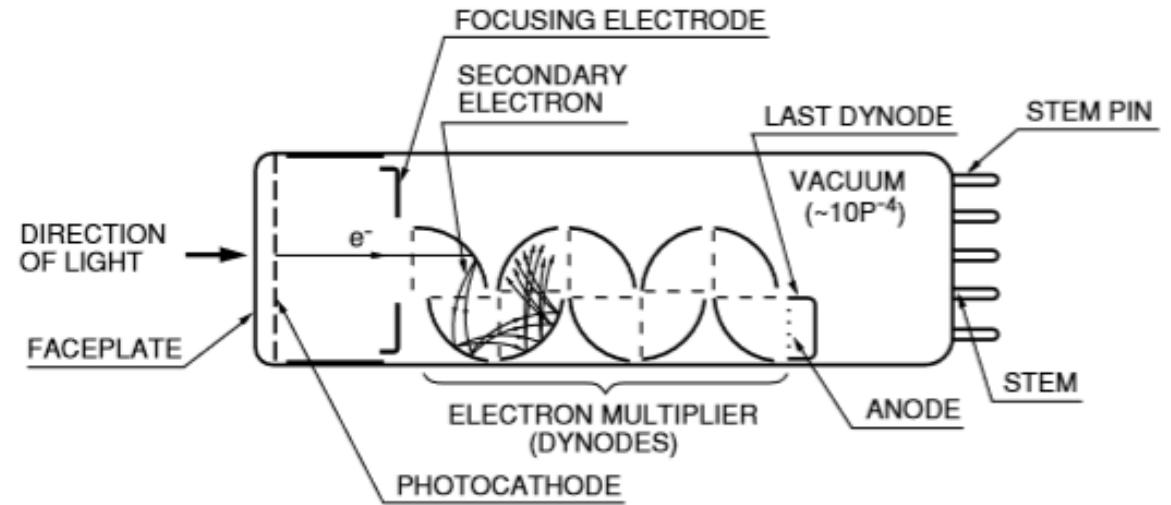 FOCUSING ELECTRODE
SECONDARY
ELECTRON
LAST DYNODE
STEM PIN
VACUUM
(~10P⁻⁴)
DIRECTION
OF LIGHT
e⁻
FACEPLATE
STEM
ANODE
ELECTRON MULTIPLIER
(DYNODES)
PHOTOCATHODE